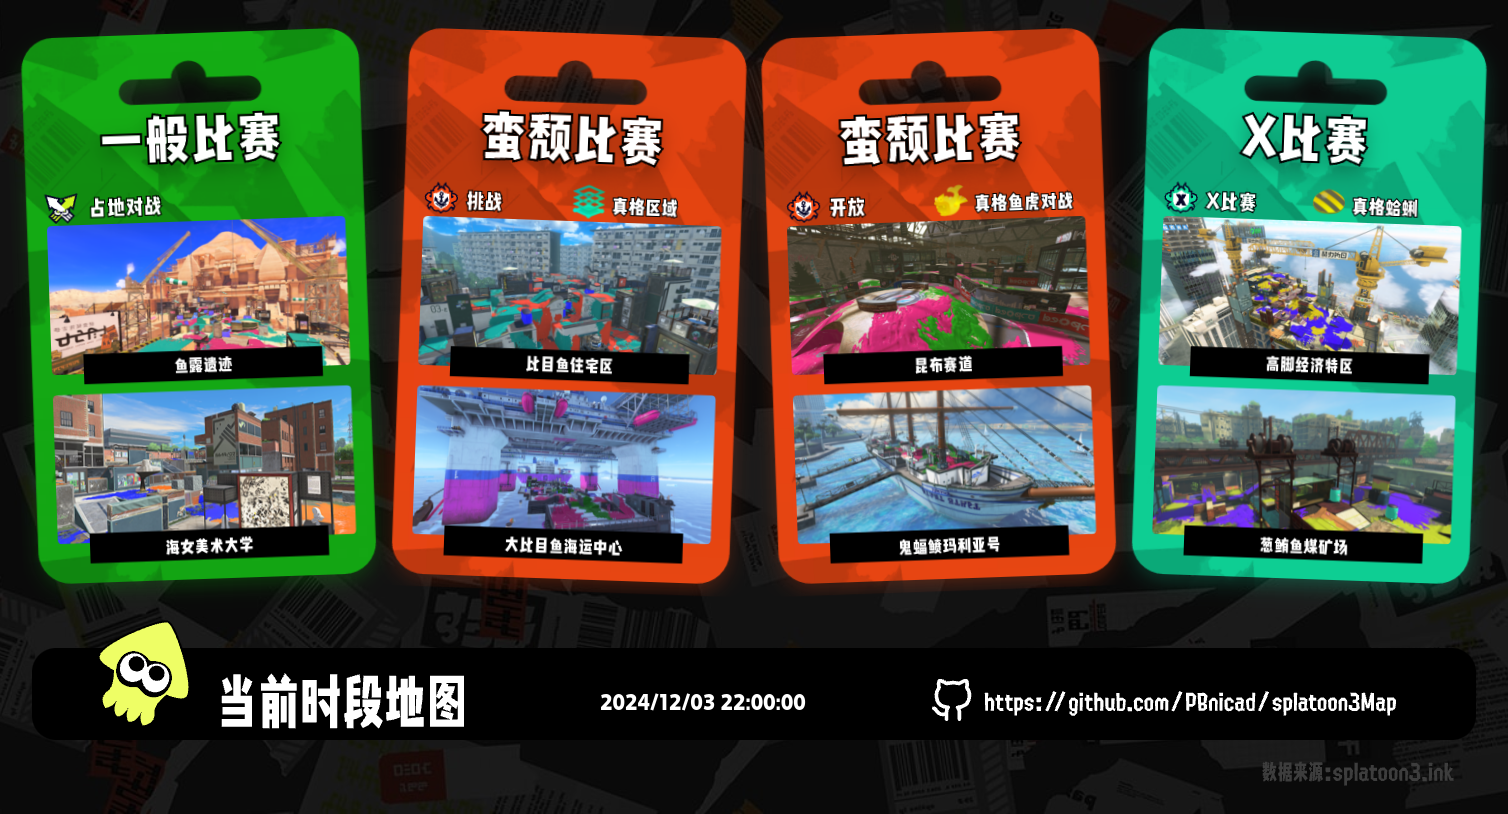 一般比赛
占地对战
鱼露遗迹
海女美术大学
蛮颓比赛
挑战
真格区域
比目鱼住宅区
大比目鱼海运中心
蛮颓比赛
开放
真格鱼虎对战
昆布赛道
鬼蝠鲼玛利亚号
X比赛
X比赛
真格蛤蜊
高脚经济特区
葱鲔鱼煤矿场
当前时段地图
2024/12/03 22:00:00
https://github.com/PBnicad/splatoon3Map
数据来源:splatoon3.ink